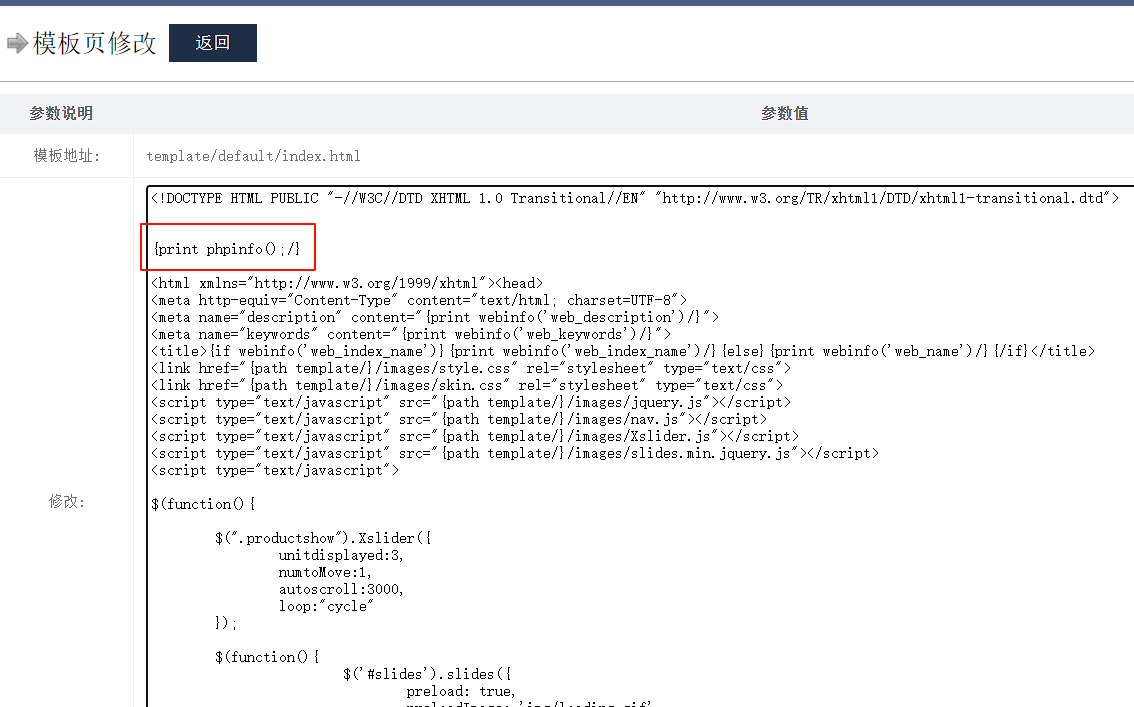 模板页修改 返回
参数说明 参数值
模板地址: template/default/index.html
<!DOCTYPE HTML PUBLIC "-//W3C//DTD XHTML 1.0 Transitional//EN" "http://www.w3.org/TR/xhtml1/DTD/xhtml1-transitional.dtd">
{print phpinfo();/}
<html xmlns="http://www.w3.org/1999/xhtml"><head>
<meta http-equiv="Content-Type" content="text/html; charset=UTF-8">
<meta name="description" content="{print webinfo('web_description')/}">
<meta name="keywords" content="{print webinfo('web_keywords')/}">
<title>{if webinfo('web_index_name')}{print webinfo('web_index_name')/}{else}{print webinfo('web_name')/}{/if}</title>
<link href="{path template/}/images/style.css" rel="stylesheet" type="text/css">
<link href="{path template/}/images/skin.css" rel="stylesheet" type="text/css">
<script type="text/javascript" src="{path template/}/images/jquery.js"></script>
<script type="text/javascript" src="{path template/}/images/nav.js"></script>
<script type="text/javascript" src="{path template/}/images/Xslider.js"></script>
<script type="text/javascript" src="{path template/}/images/slides.min.jquery.js"></script>
<script type="text/javascript">
修改:
$(function(){
$(".productshow").Xslider({
unitdisplayed:3,
numtoMove:1,
autoscroll:3000,
loop:"cycle"
});
$(function(){
$('#slides').slides({
preload: true,